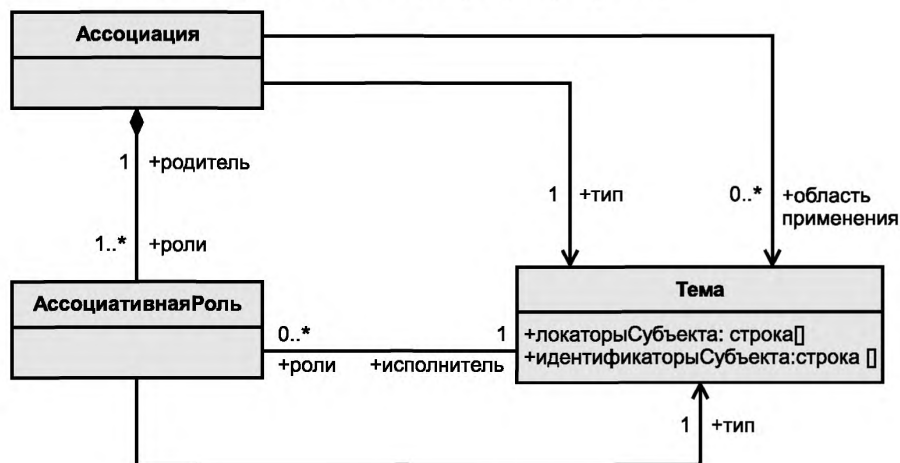 Ассоциация
1 +родитель
1 +тип
0..* +область
применения
1..* +роли
АссоциативнаяРоль
Тема
+локаторыСубъекта: строка[]
+идентификаторыСубъекта:строка []
0..* 1
+роли +исполнитель
1 +тип